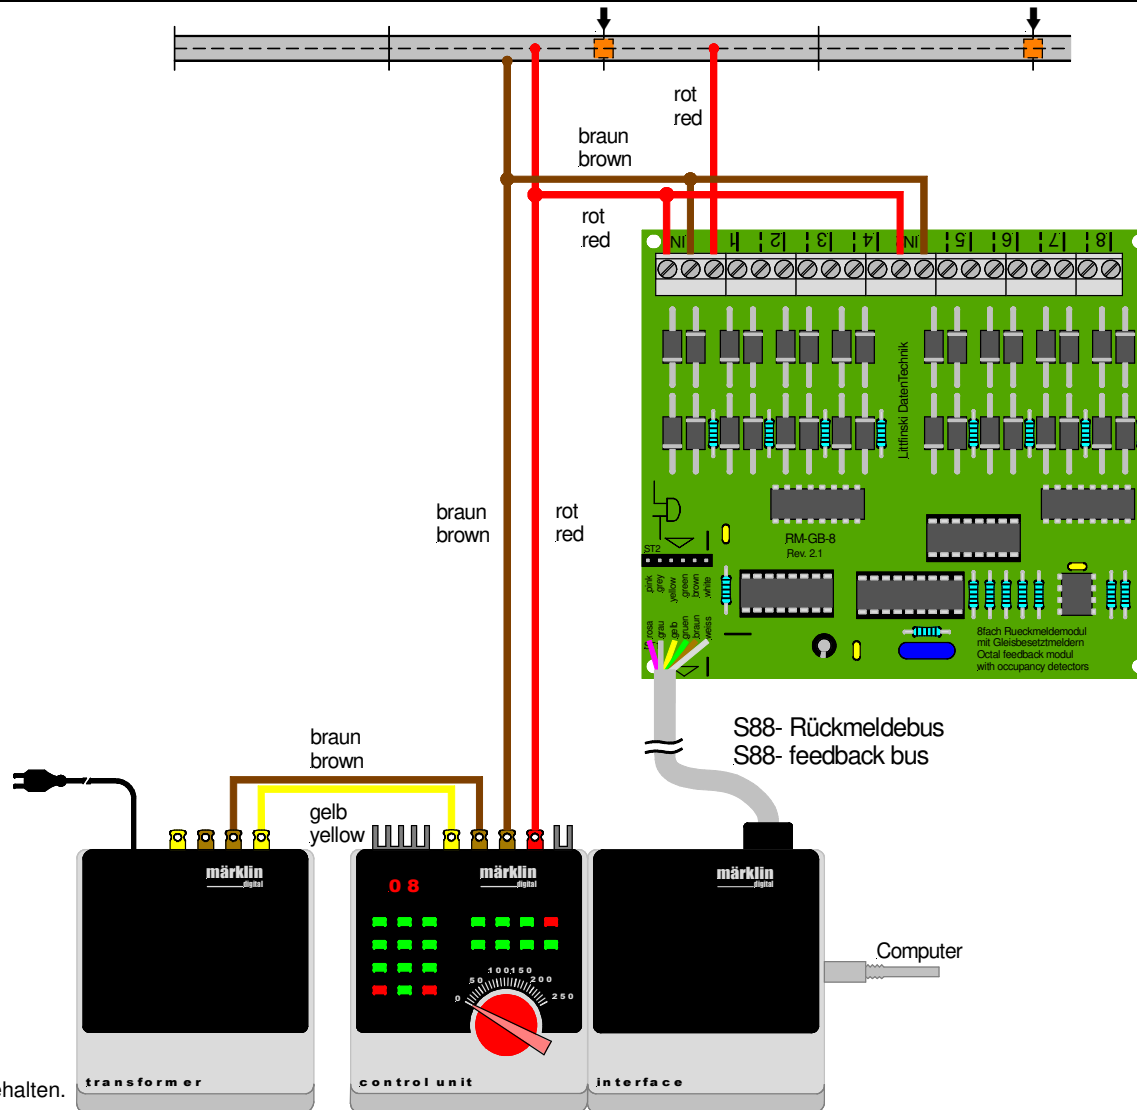 rot
red
braun
brown
rot
red
IN 1 2 3 4 IN 5 6 7 8
Littfinski DatenTechnik
braun
brown
rot
red
RM-GB-8
Rev. 2.1
ST2
pink
grey
yellow
green
brown
white
rosa
grau
gelb
gruen
braun
weiss
8fach Rueckmeldemodul
mit Gleisbesetztmeldern
Octal feedback modul
with occupancy detectors
S88- Rückmeldebus
S88- feedback bus
braun
brown
gelb
yellow
märklin
digital
märklin
digital
märklin
digital
08
0 50 100 150 200 250
Computer
transformer
control unit
interface
ehalten.